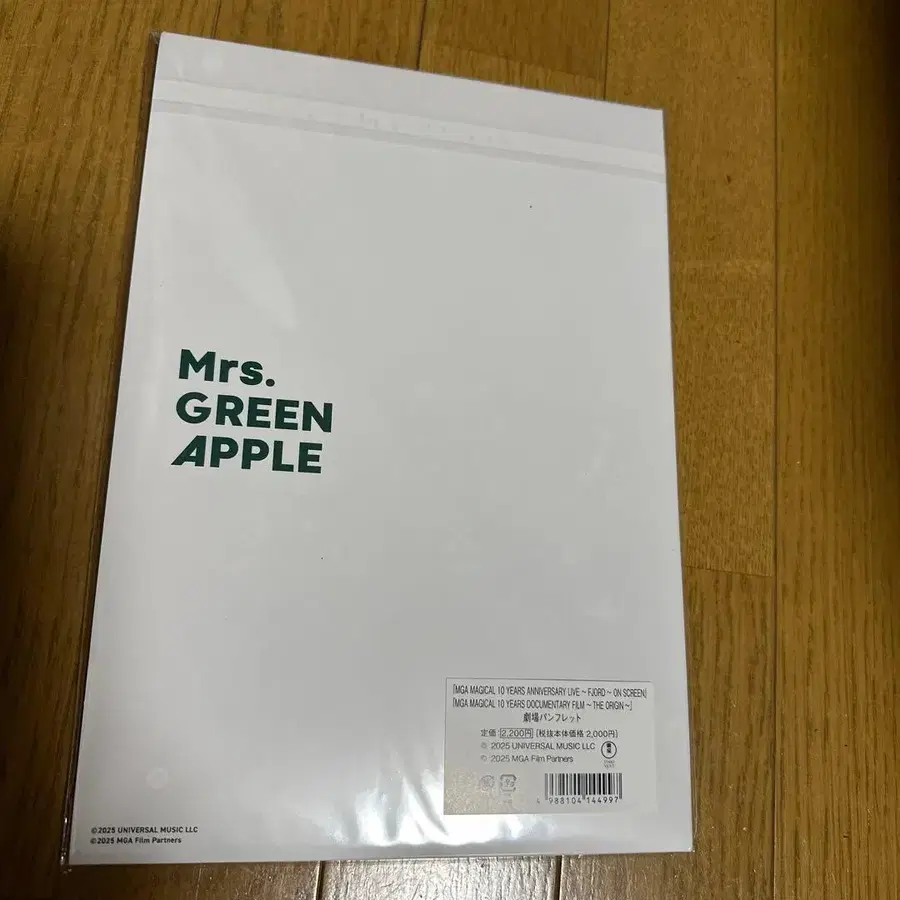 Mrs.
GREEN
APPLE
『MGA MAGICAL 10 YEARS ANNIVERSARY LIVE ～ FJORD ～ ON SCREEN』
『MGA MAGICAL 10 YEARS DOCUMENTARY FILM ～ THE ORIGIN ～』
劇場パンフレット
定価 2,200円 (税抜本体価格 2,000円)
© 2025 UNIVERSAL MUSIC LLC
© 2025 MGA Film Partners
4 988104 144997
©2025 UNIVERSAL MUSIC LLC
©2025 MGA Film Partners